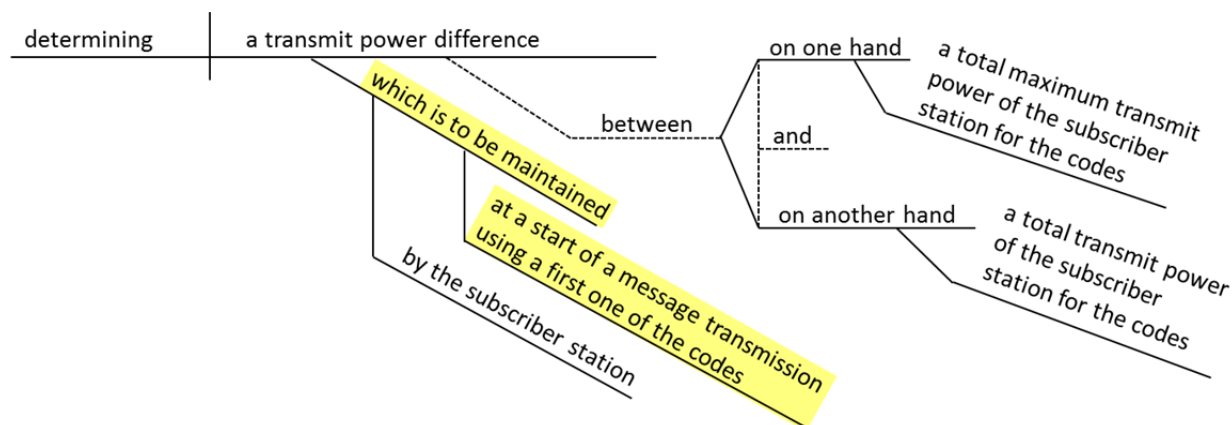 determining
a transmit power difference
which is to be maintained
at a start of a message transmission
using a first one of the codes
by the subscriber station
between
on one hand
a total maximum transmit
power of the subscriber
station for the codes
and
on another hand
a total transmit power
of the subscriber
station for the codes